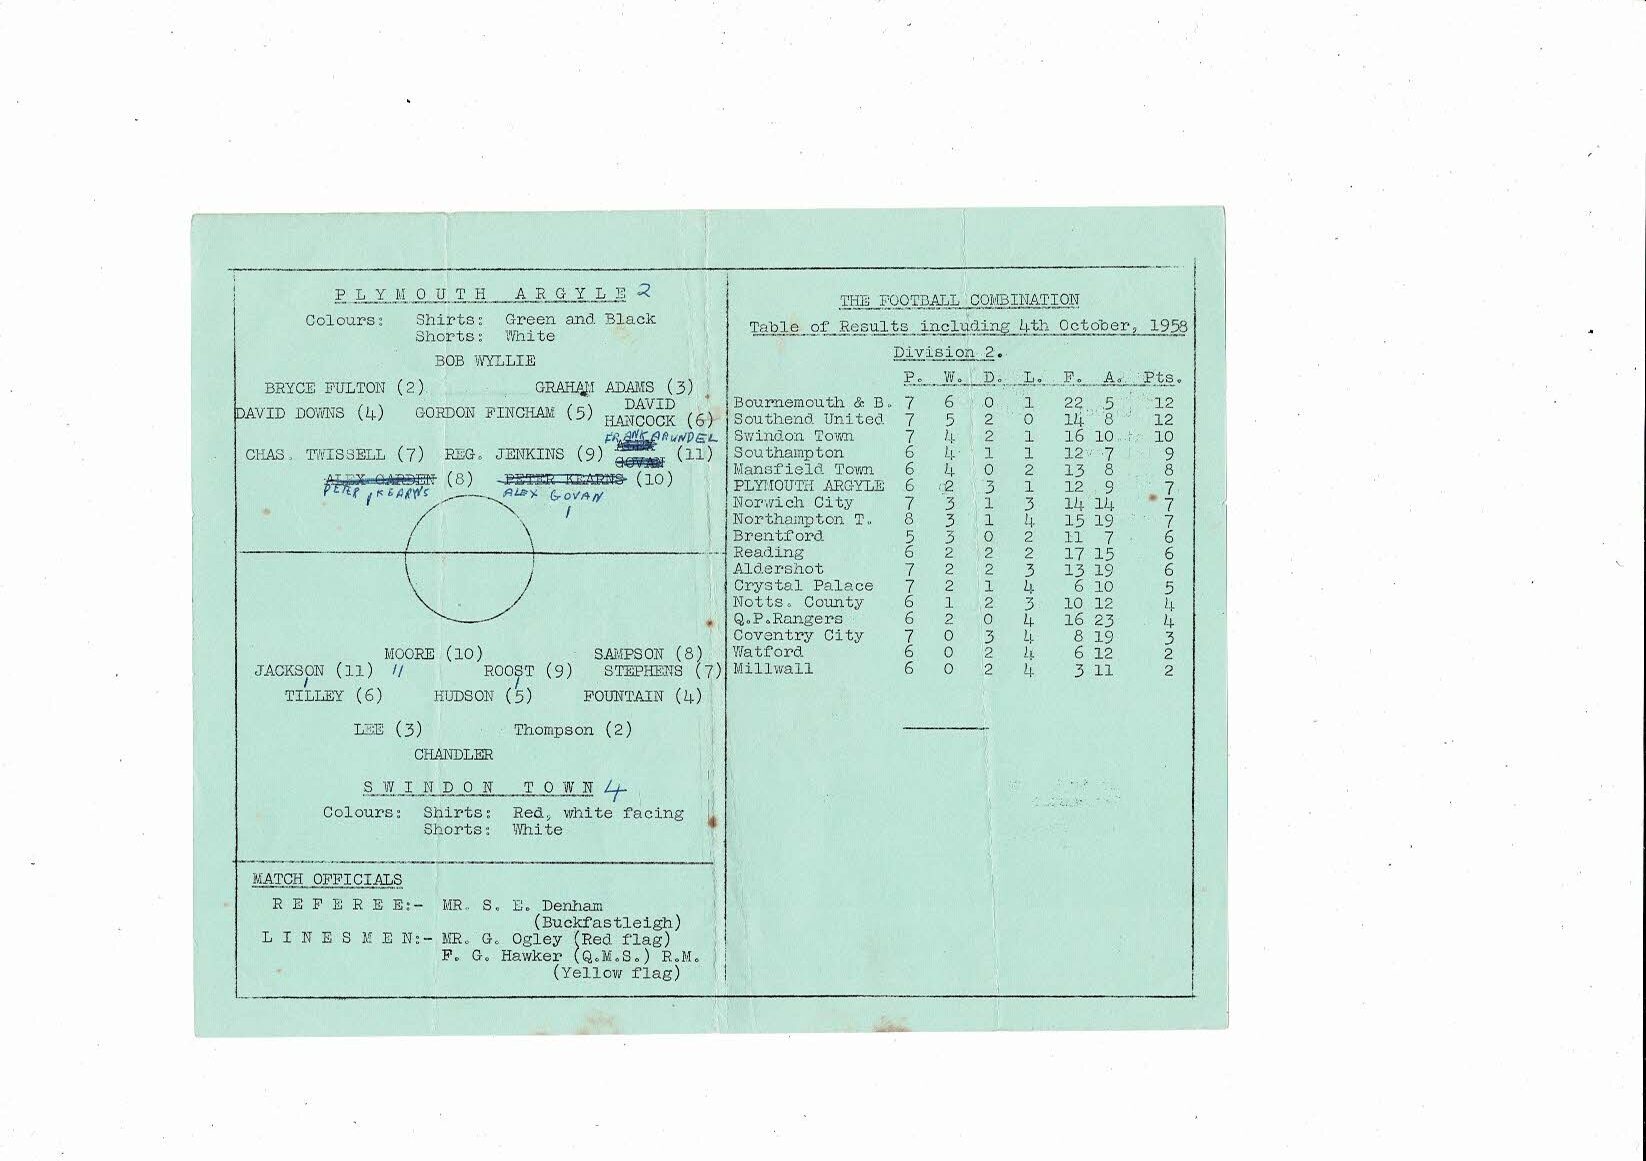 PLYMOUTH ARGYLE 2
Colours: Shirts: Green and Black
Shorts: White
BOB WYLLIE
BRYCE FULTON (2) GRAHAM ADAMS (3)
DAVID DOWNS (4) GORDON FINCHAM (5) DAVID
HANCOCK (6)
FRANK ARUNDEL
CHAS. TWISSELL (7) REG. JENKINS (9) ALEX
GOVAN (11)
ALEX GARDEN (8) PETER KEARNS (10)
PETER KEARNS ALEX GOVAN
MOORE (10) SAMPSON (8)
JACKSON (11) ROOST (9) STEPHENS (7)
TILLEY (6) HUDSON (5) FOUNTAIN (4)
LEE (3) Thompson (2)
CHANDLER
SWINDON TOWN 4
Colours: Shirts: Red, white facing
Shorts: White
MATCH OFFICIALS
REFEREE:- MR. S. E. Denham
(Buckfastleigh)
LINESMEN:- MR. G. Ogley (Red flag)
F. G. Hawker (Q.M.S.) R.M.
(Yellow flag)
THE FOOTBALL COMBINATION
Table of Results including 4th October, 1958
Division 2.
P. W. D. L. F. A. Pts.
Bournemouth & B. 7 6 0 1 22 5 12
Southend United 7 5 2 0 14 8 12
Swindon Town 7 4 2 1 16 10 10
Southampton 6 4 1 1 12 7 9
Mansfield Town 6 4 0 2 13 8 8
PLYMOUTH ARGYLE 6 2 3 1 12 9 7
Norwich City 7 3 1 3 14 14 7
Northampton T. 8 3 1 4 15 19 7
Brentford 5 3 0 2 11 7 6
Reading 6 2 2 2 17 15 6
Aldershot 7 2 2 3 13 19 6
Crystal Palace 7 2 1 4 6 10 5
Notts. County 6 1 2 3 10 12 4
Q.P.Rangers 6 2 0 4 16 23 4
Coventry City 7 0 3 4 8 19 3
Watford 6 0 2 4 6 12 2
Millwall 6 0 2 4 3 11 2